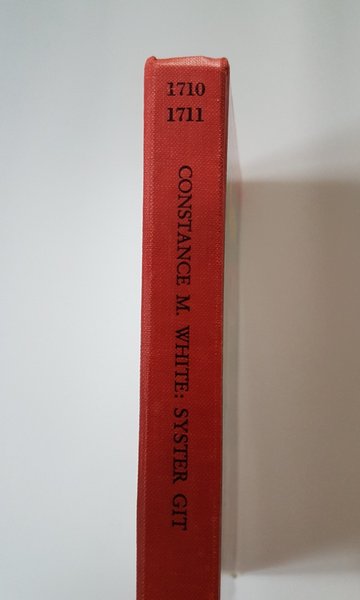 1710
1711
CONSTANCE M. WHITE: SYSTER GIT